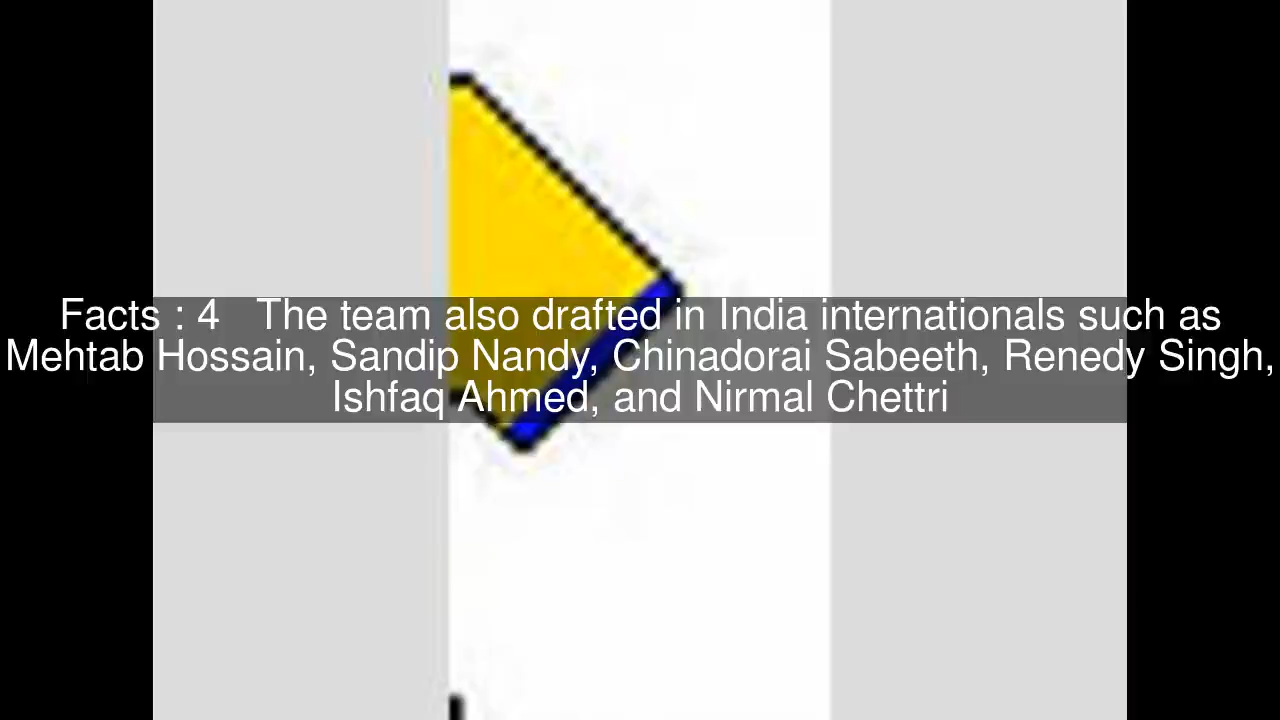 Facts : 4   The team also drafted in India internationals such as
Mehtab Hossain, Sandip Nandy, Chinadorai Sabeeth, Renedy Singh,
Ishfaq Ahmed, and Nirmal Chettri